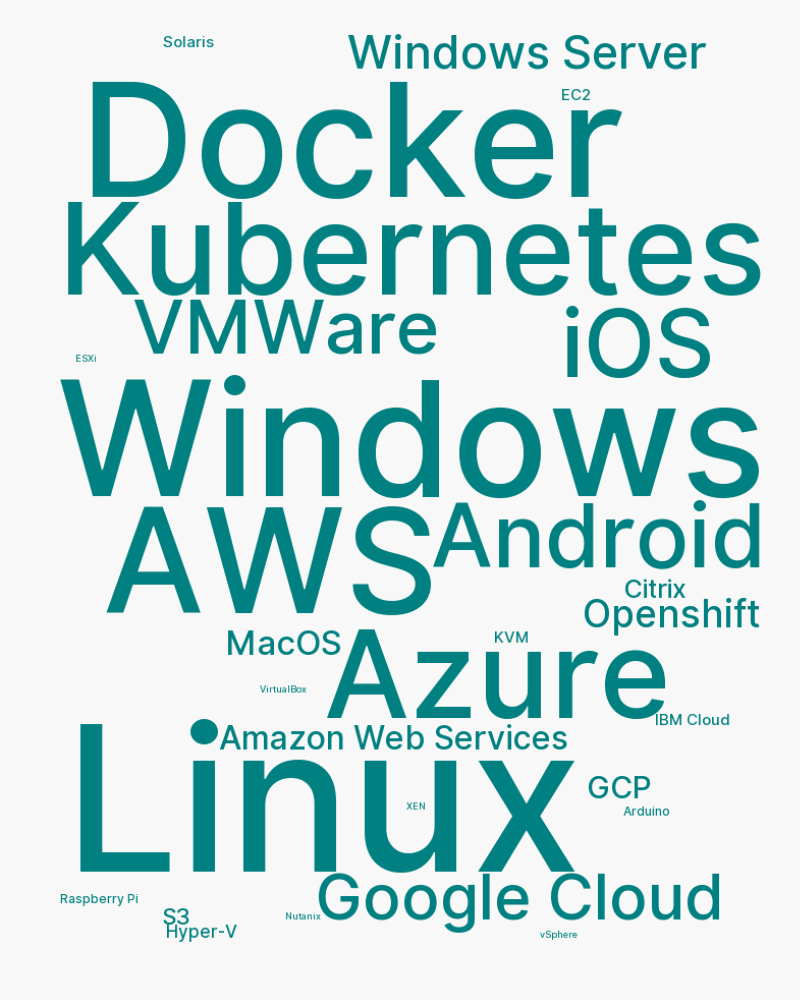 Solaris
Windows Server
EC2
Docker
Kubernetes
VMWare
iOS
ESXi
Windows
AWS
Android
Citrix
Openshift
MacOS
KVM
Azure
VirtualBox
IBM Cloud
Amazon Web Services
Linux
GCP
XEN
Arduino
Google Cloud
Raspberry Pi
S3
Nutanix
Hyper-V
vSphere